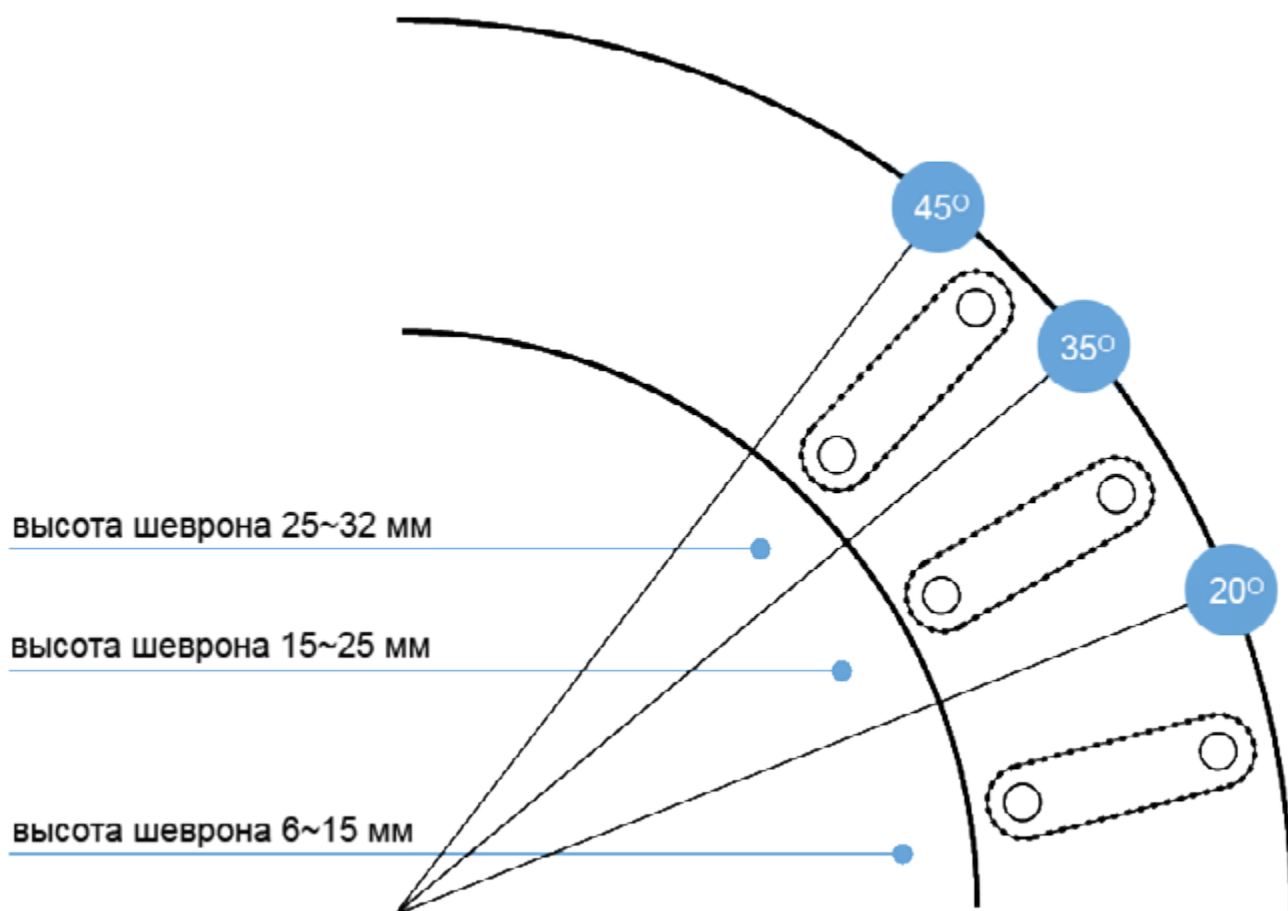 45°
35°
высота шеврона 25~32 мм
20°
высота шеврона 15~25 мм
высота шеврона 6~15 мм